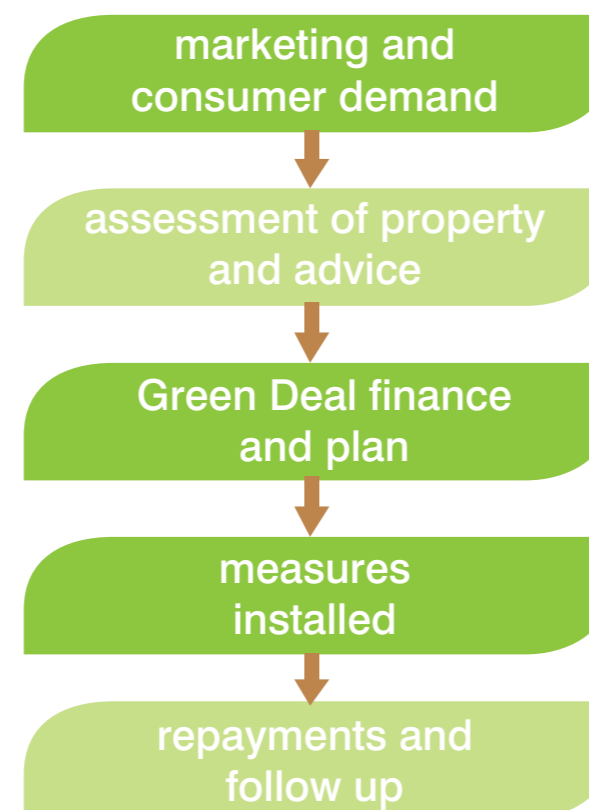 marketing and
consumer demand
assessment of property
and advice
Green Deal finance
and plan
measures
installed
repayments and
follow up